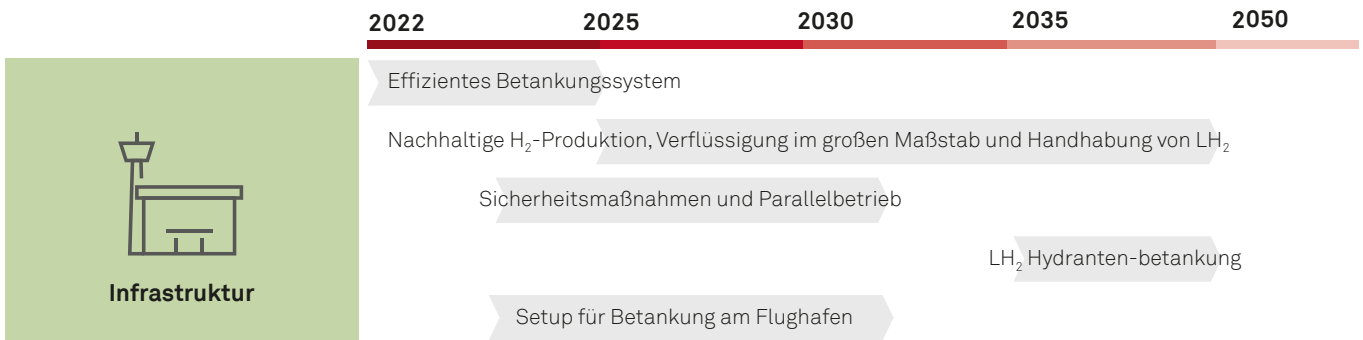 2022 2025 2030 2035 2050
Effizientes Betankungssystem
Nachhaltige H₂-Produktion, Verflüssigung im großen Maßstab und Handhabung von LH₂
Sicherheitsmaßnahmen und Parallelbetrieb
LH₂ Hydranten-betankung
Infrastruktur
Setup für Betankung am Flughafen